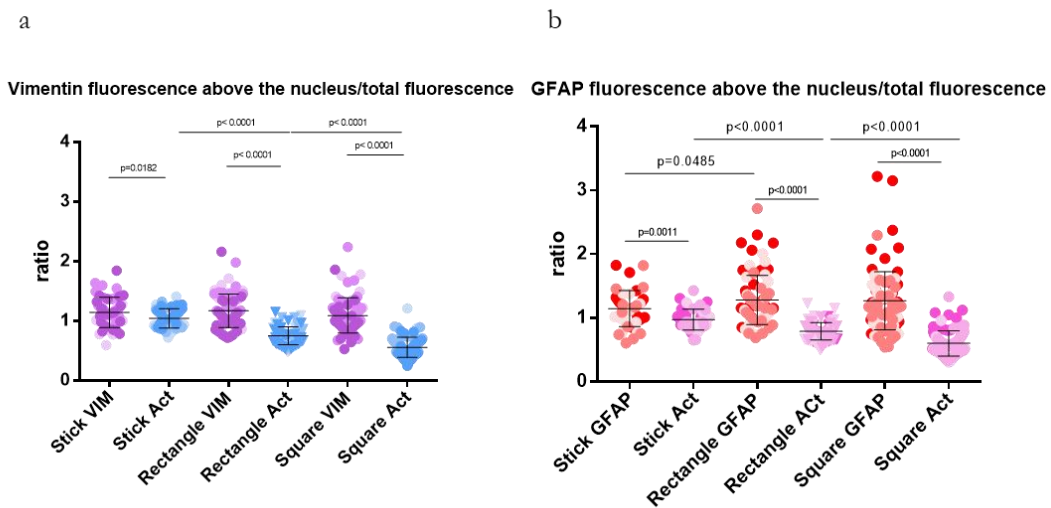 a
b
Vimentin fluorescence above the nucleus/total fluorescence
GFAP fluorescence above the nucleus/total fluorescence
p< 0.0001
p< 0.0001
p=0.0182
p< 0.0001
p< 0.0001
ratio
4
3
2
1
0
Stick VIM
Stick Act
Rectangle VIM
Rectangle Act
Square VIM
Square Act
p<0.0001
p<0.0001
p=0.0485
p<0.0001
p<0.0001
p=0.0011
ratio
4
3
2
1
0
Stick GFAP
Stick Act
Rectangle GFAP
Rectangle ACt
Square GFAP
Square Act